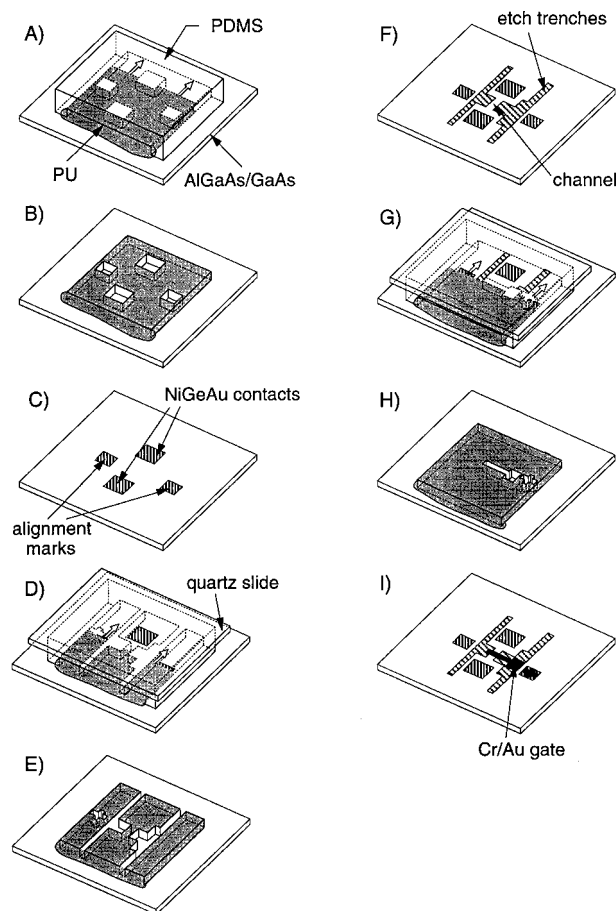 A)
PDMS
PU
AlGaAs/GaAs
B)
C)
NiGeAu contacts
alignment
marks
D)
quartz slide
E)
F)
etch trenches
channel
G)
H)
I)
Cr/Au gate